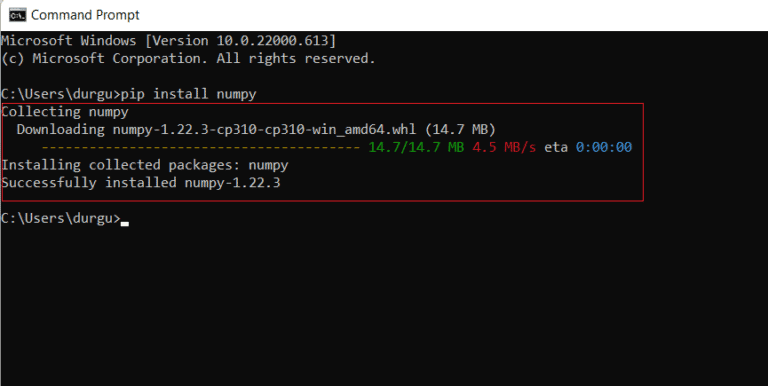 Command Prompt
Microsoft Windows [Version 10.0.22000.613]
(c) Microsoft Corporation. All rights reserved.
C:\Users\durgu>pip install numpy
Collecting numpy
  Downloading numpy-1.22.3-cp310-cp310-win_amd64.whl (14.7 MB)
     ---------------------------------------- 14.7/14.7 MB 4.5 MB/s eta 0:00:00
Installing collected packages: numpy
Successfully installed numpy-1.22.3
C:\Users\durgu>